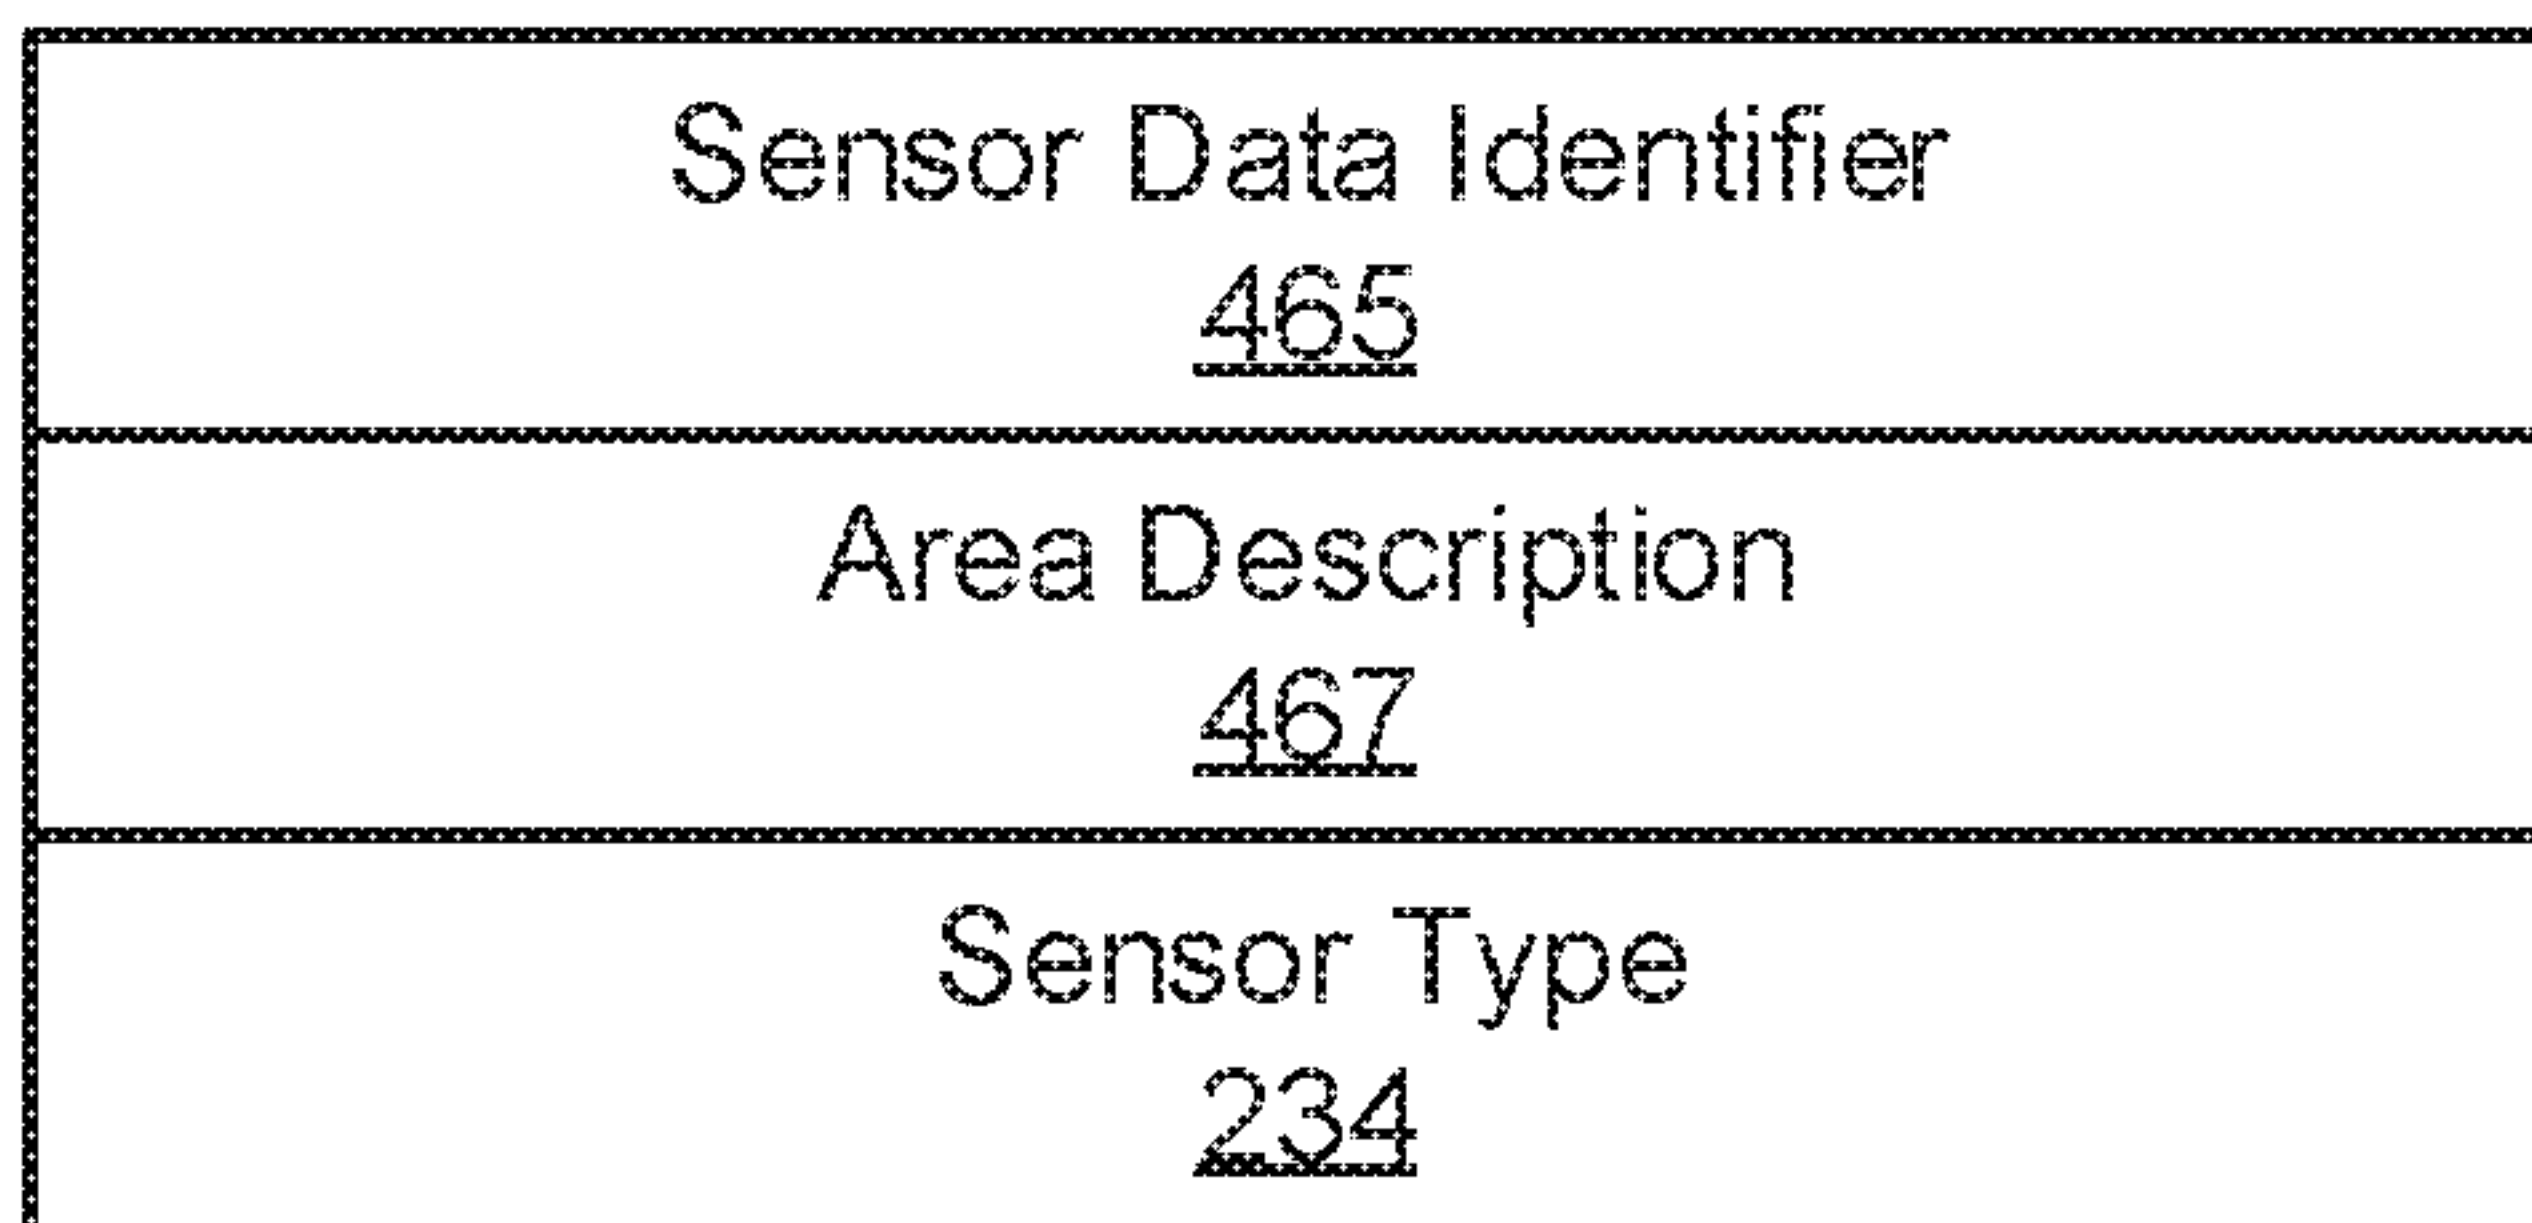 Sensor Data Identifier
465
Area Description
467
Sensor Type
234